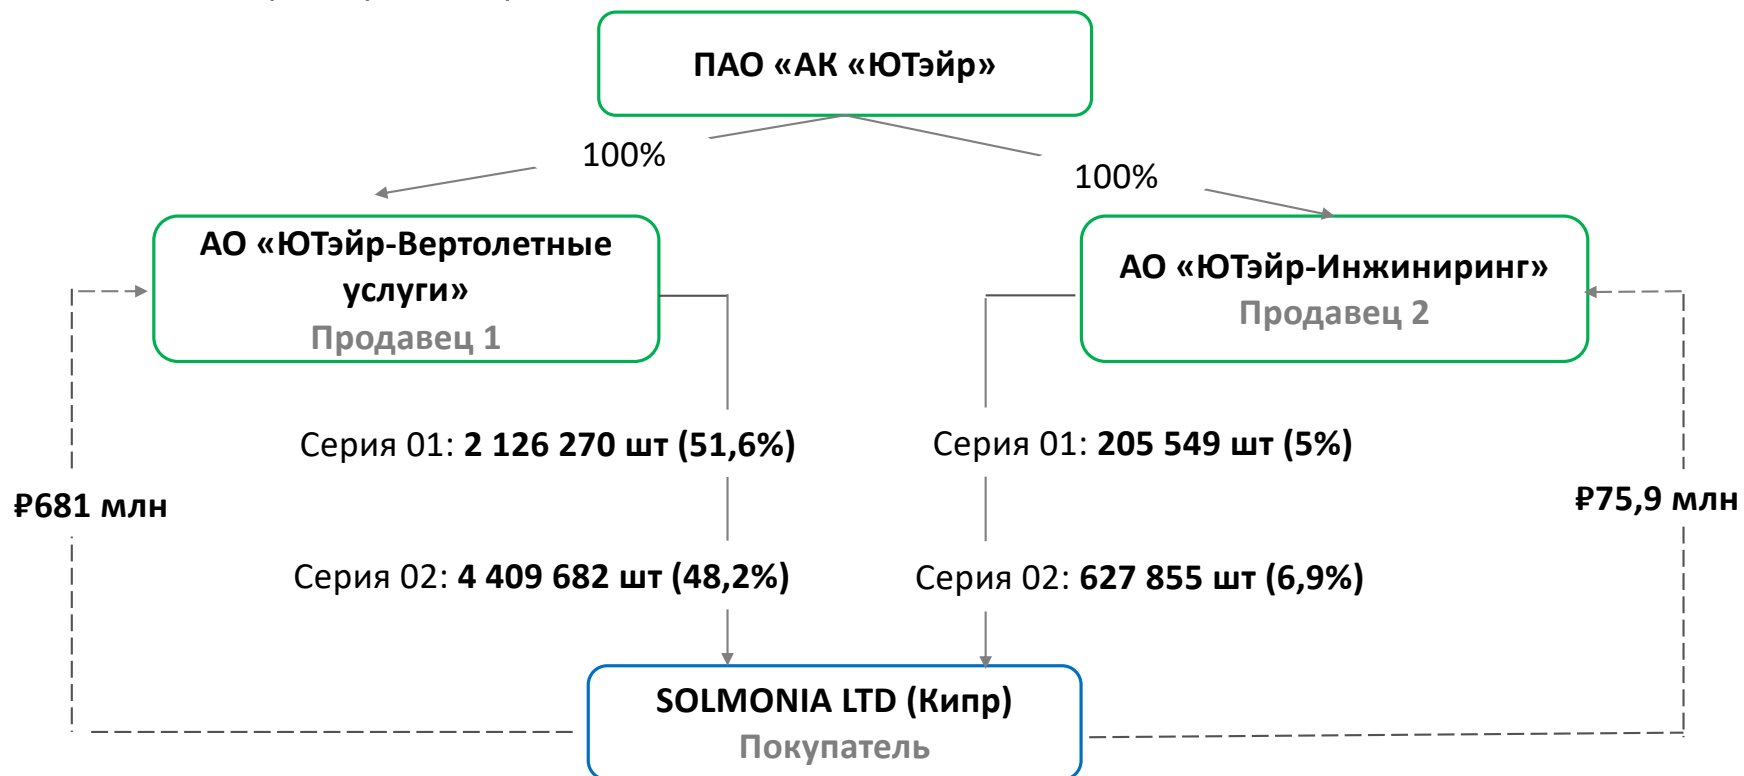 ПАО «АК «ЮТэйр»
100%
100%
АО «ЮТэйр-Вертолетные
услуги»
Продавец 1
АО «ЮТэйр-Инжиниринг»
Продавец 2
Серия 01: 2 126 270 шт (51,6%)
Серия 01: 205 549 шт (5%)
₽681 млн
₽75,9 млн
Серия 02: 4 409 682 шт (48,2%)
Серия 02: 627 855 шт (6,9%)
SOLMONIA LTD (Кипр)
Покупатель